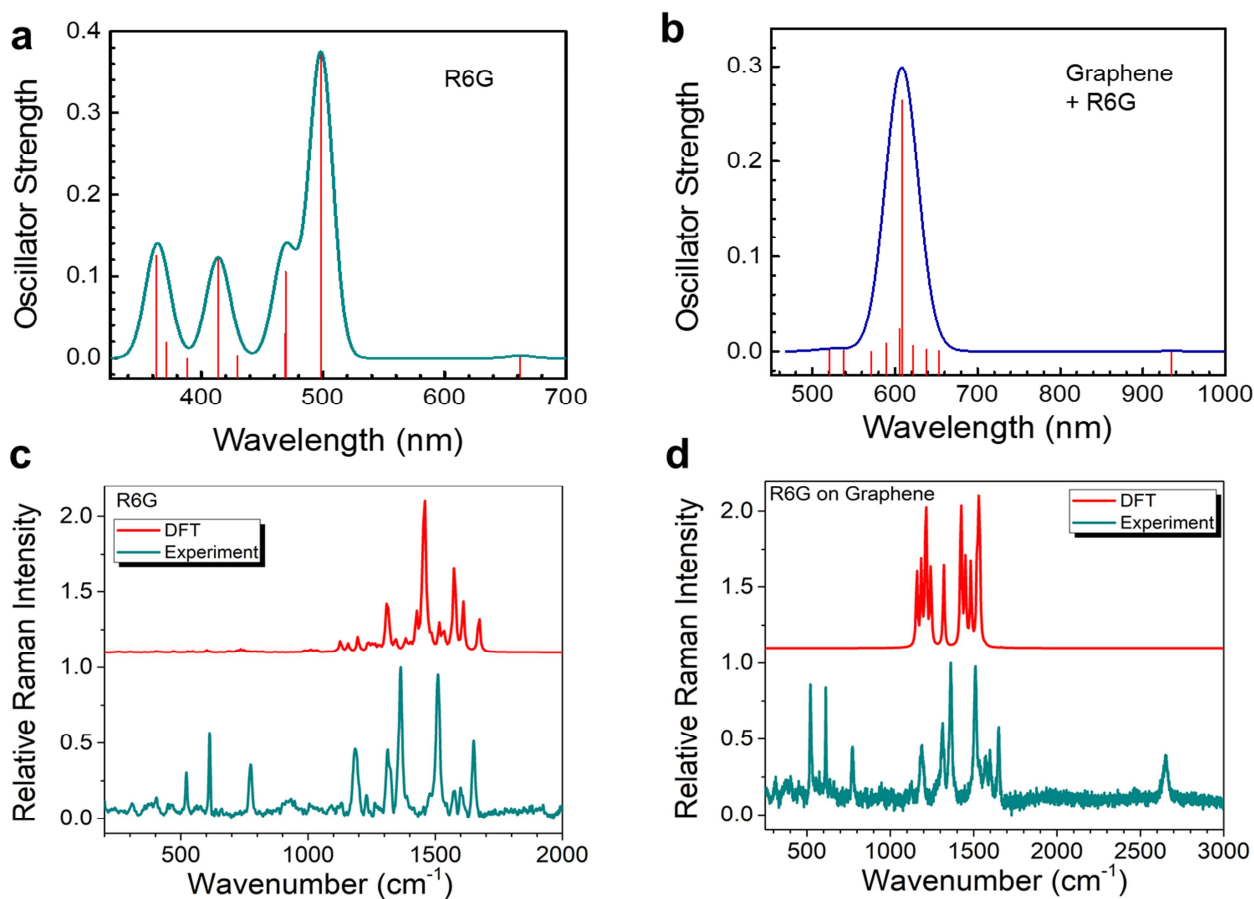 a
R6G
Oscillator Strength
0.4
0.3
0.2
0.1
0.0
400
500
600
700
Wavelength (nm)
b
Graphene
+ R6G
Oscillator Strength
0.3
0.2
0.1
0.0
500
600
700
800
900
1000
Wavelength (nm)
c
R6G
DFT
Experiment
Relative Raman Intensity
2.0
1.5
1.0
0.5
0.0
500
1000
1500
2000
Wavenumber (cm⁻¹)
d
R6G on Graphene
DFT
Experiment
Relative Raman Intensity
2.0
1.5
1.0
0.5
0.0
500
1000
1500
2000
2500
3000
Wavenumber (cm⁻¹)